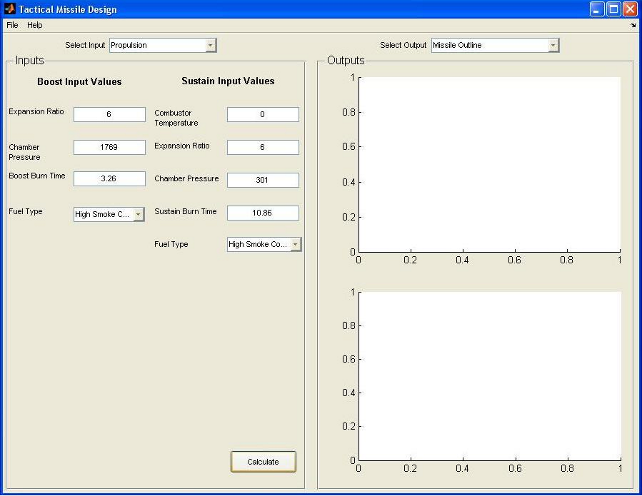 Tactical Missile Design
File Help
Select Input Propulsion
Select Output Missile Outline
Inputs
Boost Input Values
Sustain Input Values
Expansion Ratio 6
Combustor Temperature 0
Chamber Pressure 1769
Expansion Ratio 6
Boost Burn Time 3.26
Chamber Pressure 301
Fuel Type High Smoke C...
Sustain Burn Time 10.86
Fuel Type High Smoke Co...
Calculate
Outputs
1
0.8
0.6
0.4
0.2
0
0 0.2 0.4 0.6 0.8 1
1
0.8
0.6
0.4
0.2
0
0 0.2 0.4 0.6 0.8 1